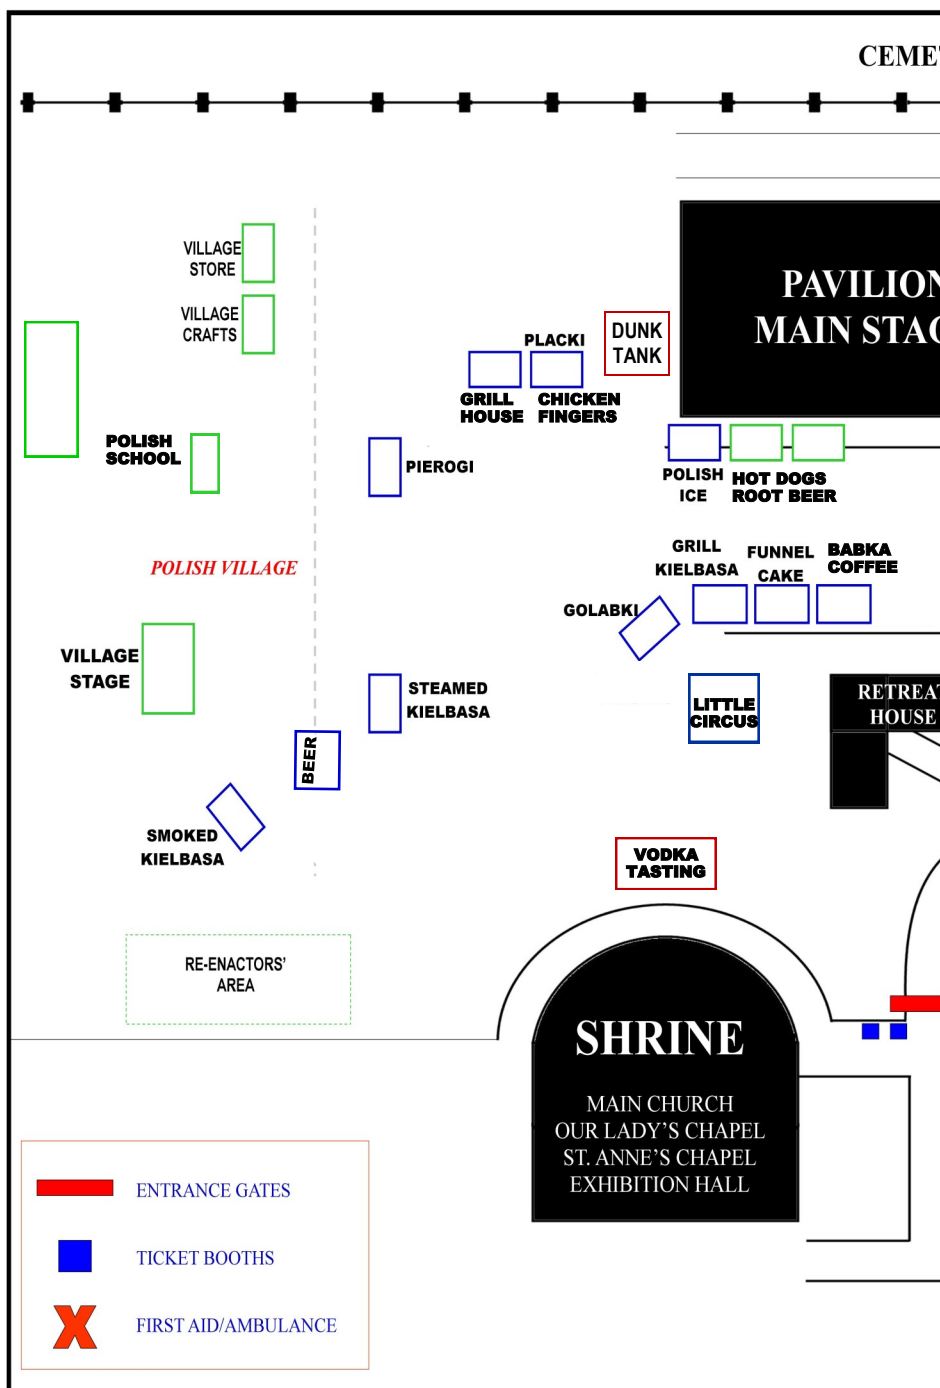 CEME
PAVILION
MAIN STAG
VILLAGE
STORE
VILLAGE
CRAFTS
DUNK
TANK
PLACKI
GRILL
HOUSE
CHICKEN
FINGERS
POLISH
SCHOOL
PIEROGI
POLISH
ICE
HOT DOGS
ROOT BEER
POLISH VILLAGE
GRILL
KIELBASA
FUNNEL
CAKE
BABKA
COFFEE
GOLABKI
VILLAGE
STAGE
STEAMED
KIELBASA
LITTLE
CIRCUS
RETREAT
HOUSE
BEER
SMOKED
KIELBASA
VODKA
TASTING
RE-ENACTORS'
AREA
SHRINE
MAIN CHURCH
OUR LADY'S CHAPEL
ST. ANNE'S CHAPEL
EXHIBITION HALL
ENTRANCE GATES
TICKET BOOTHS
X
FIRST AID/AMBULANCE